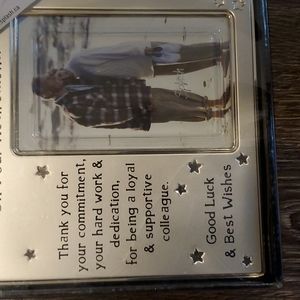 Thank you for
your commitment,
your hard work &
dedication,
for being a loyal
& supportive
colleague.
Good Luck
& Best Wishes